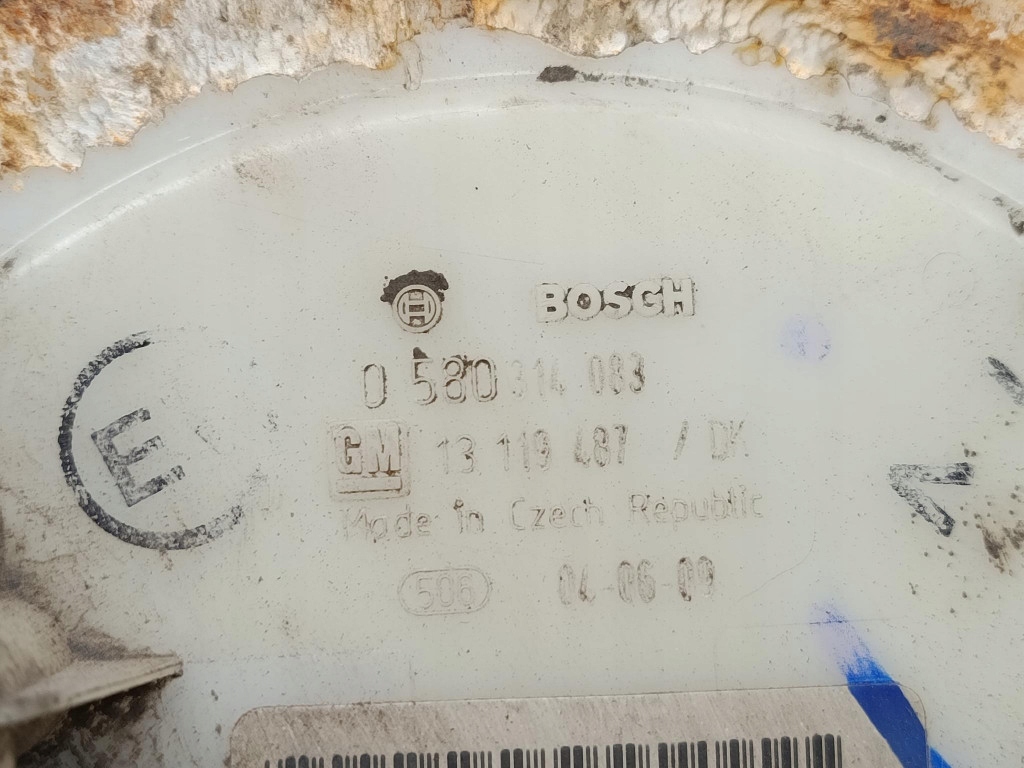 BOSCH
0 580 314 083
E
GM 13 119 487 / DK
Made in Czech Republic
506 04-06-09